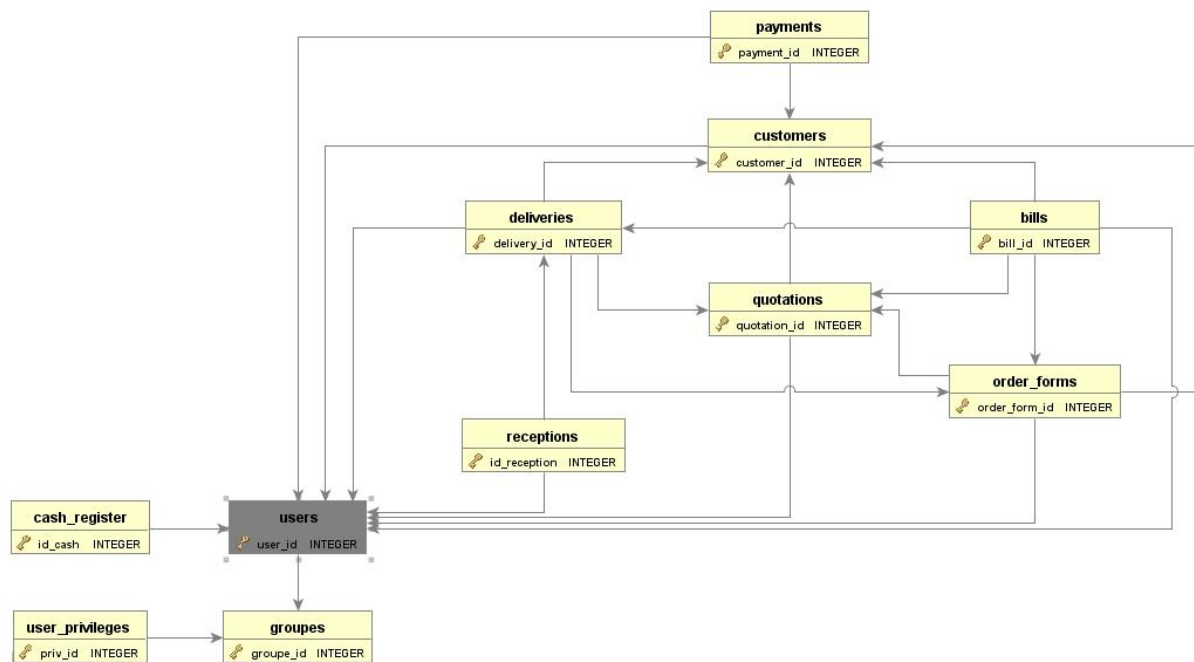 payments
payment_id INTEGER
customers
customer_id INTEGER
deliveries
delivery_id INTEGER
bills
bill_id INTEGER
quotations
quotation_id INTEGER
order_forms
order_form_id INTEGER
receptions
id_reception INTEGER
cash_register
id_cash INTEGER
users
user_id INTEGER
user_privileges
priv_id INTEGER
groupes
groupe_id INTEGER